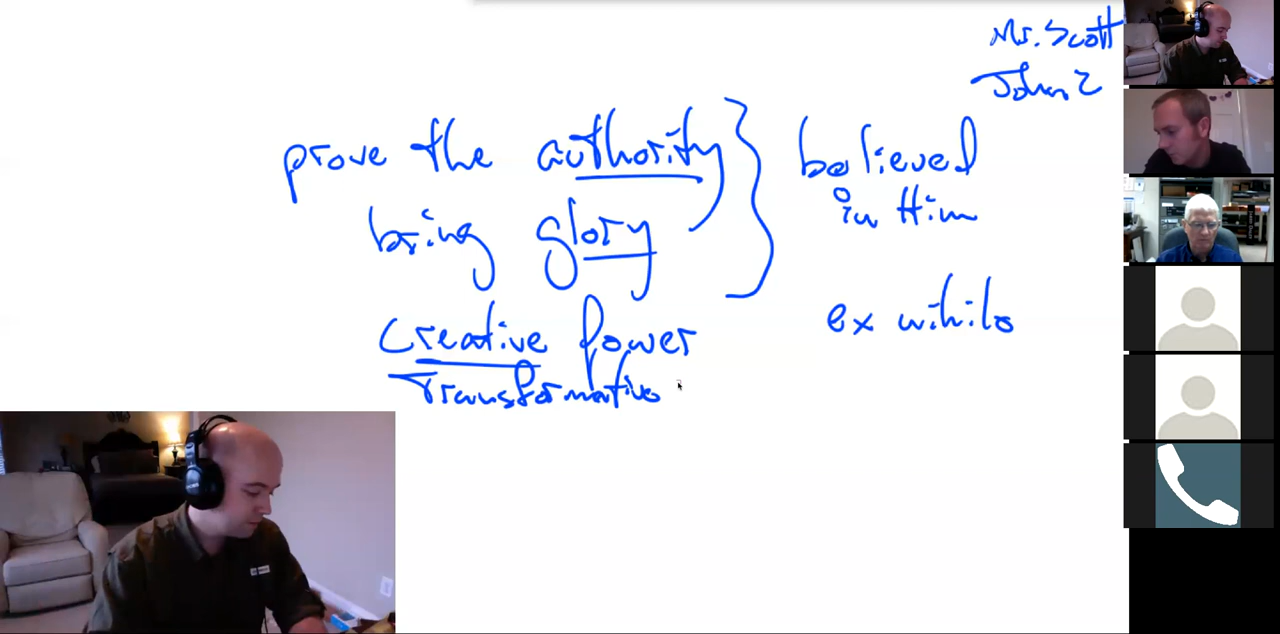 Mr. Scott
John 2
prove the authority
believed
in Him
bring glory
creative power
ex nihilo
Transformative